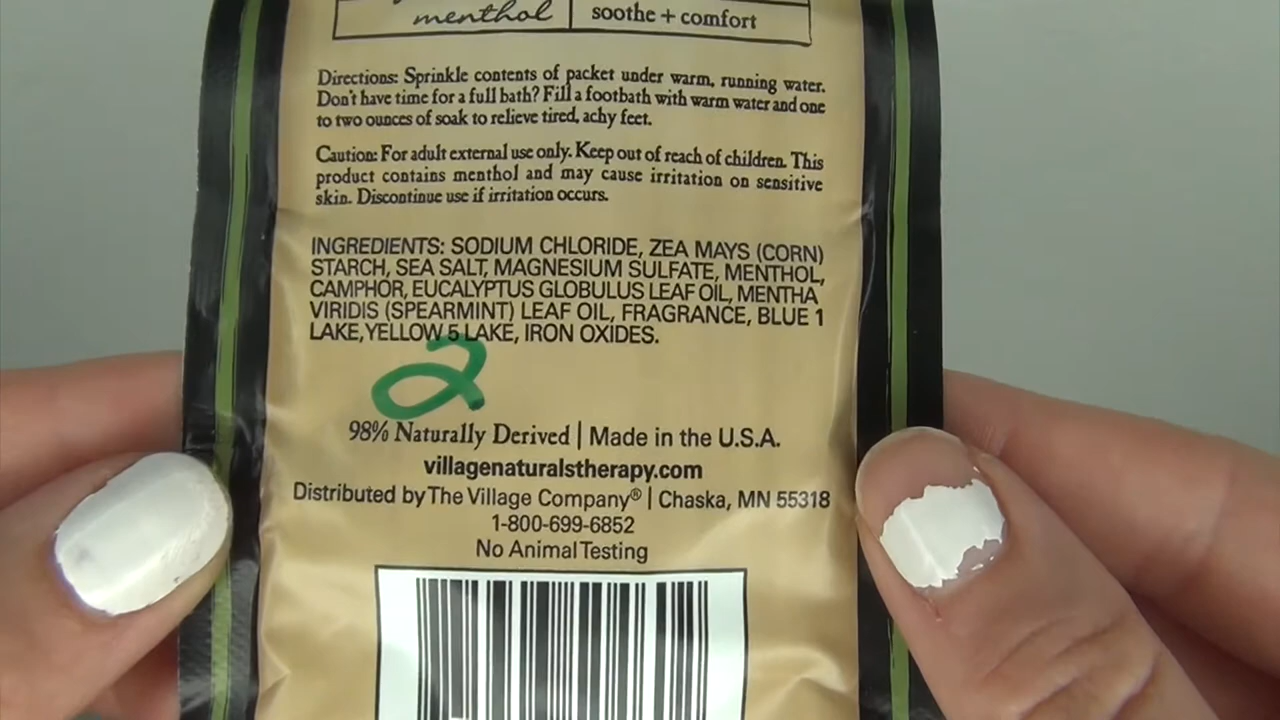 menthol soothe + comfort
Directions: Sprinkle contents of packet under warm, running water.
Don't have time for a full bath? Fill a footbath with warm water and one
to two ounces of soak to relieve tired, achy feet.
Caution: For adult external use only. Keep out of reach of children. This
product contains menthol and may cause irritation on sensitive
skin. Discontinue use if irritation occurs.
INGREDIENTS: SODIUM CHLORIDE, ZEA MAYS (CORN)
STARCH, SEA SALT, MAGNESIUM SULFATE, MENTHOL,
CAMPHOR, EUCALYPTUS GLOBULUS LEAF OIL, MENTHA
VIRIDIS (SPEARMINT) LEAF OIL, FRAGRANCE, BLUE 1
LAKE, YELLOW 5 LAKE, IRON OXIDES.
2
98% Naturally Derived | Made in the U.S.A.
villagenaturalstherapy.com
Distributed by The Village Company® | Chaska, MN 55318
1-800-699-6852
No Animal Testing